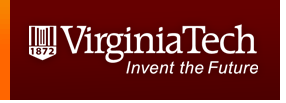 1872
VirginiaTech
Invent the Future